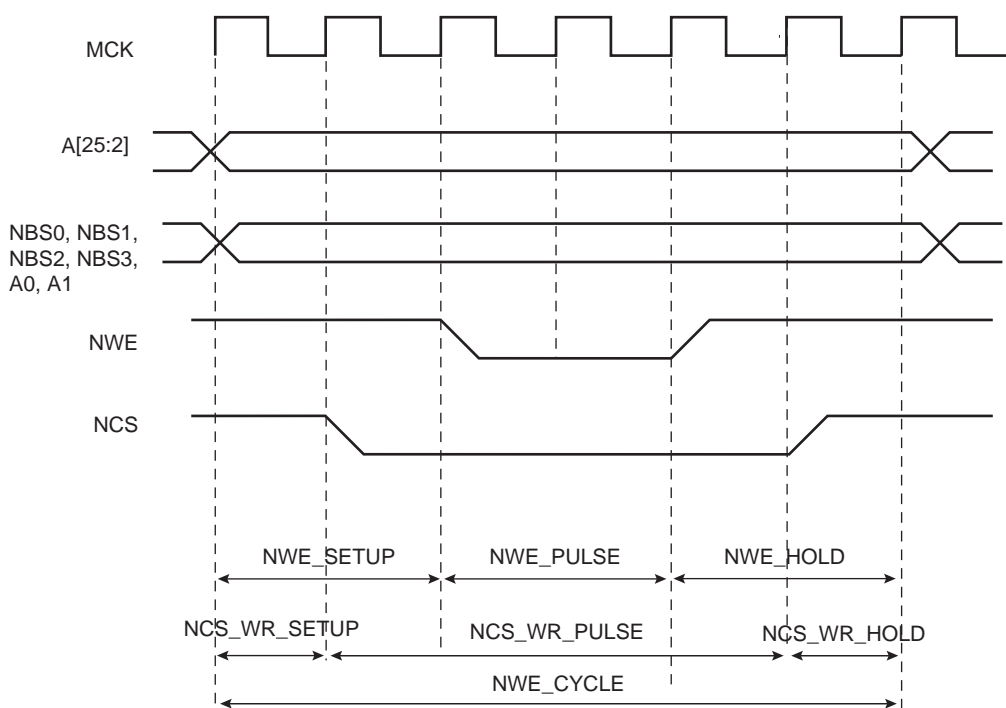 MCK
A[25:2]
NBS0, NBS1,
NBS2, NBS3,
A0, A1
NWE
NCS
NWE_SETUP
NWE_PULSE
NWE_HOLD
NCS_WR_SETUP
NCS_WR_PULSE
NCS_WR_HOLD
NWE_CYCLE